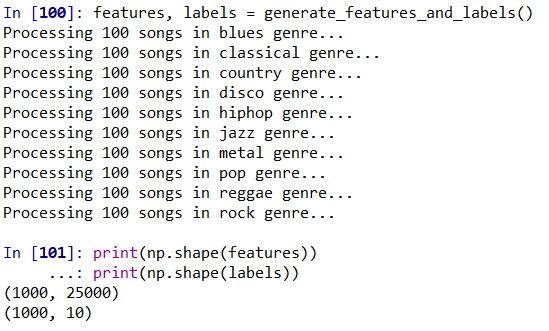 In [100]: features, labels = generate_features_and_labels()
Processing 100 songs in blues genre...
Processing 100 songs in classical genre...
Processing 100 songs in country genre...
Processing 100 songs in disco genre...
Processing 100 songs in hiphop genre...
Processing 100 songs in jazz genre...
Processing 100 songs in metal genre...
Processing 100 songs in pop genre...
Processing 100 songs in reggae genre...
Processing 100 songs in rock genre...
In [101]: print(np.shape(features))
...: print(np.shape(labels))
(1000, 25000)
(1000, 10)